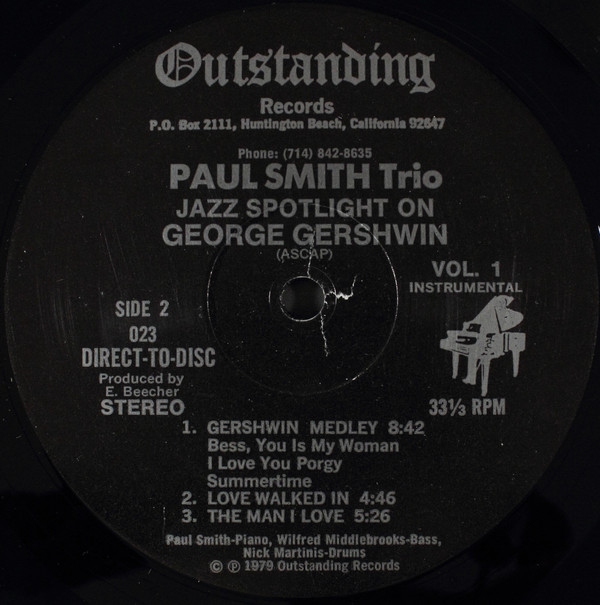 Outstanding
Records
P.O. Box 2111, Huntington Beach, California 92647
Phone: (714) 842-8635
PAUL SMITH Trio
JAZZ SPOTLIGHT ON
GEORGE GERSHWIN
(ASCAP)
VOL. 1
INSTRUMENTAL
SIDE 2
023
DIRECT-TO-DISC
Produced by
E. Beecher
STEREO
33⅓ RPM
1. GERSHWIN MEDLEY 8:42
Bess, You Is My Woman
I Love You Porgy
Summertime
2. LOVE WALKED IN 4:46
3. THE MAN I LOVE 5:26
Paul Smith-Piano, Wilfred Middlebrooks-Bass,
Nick Martinis-Drums
© ℗ 1979 Outstanding Records